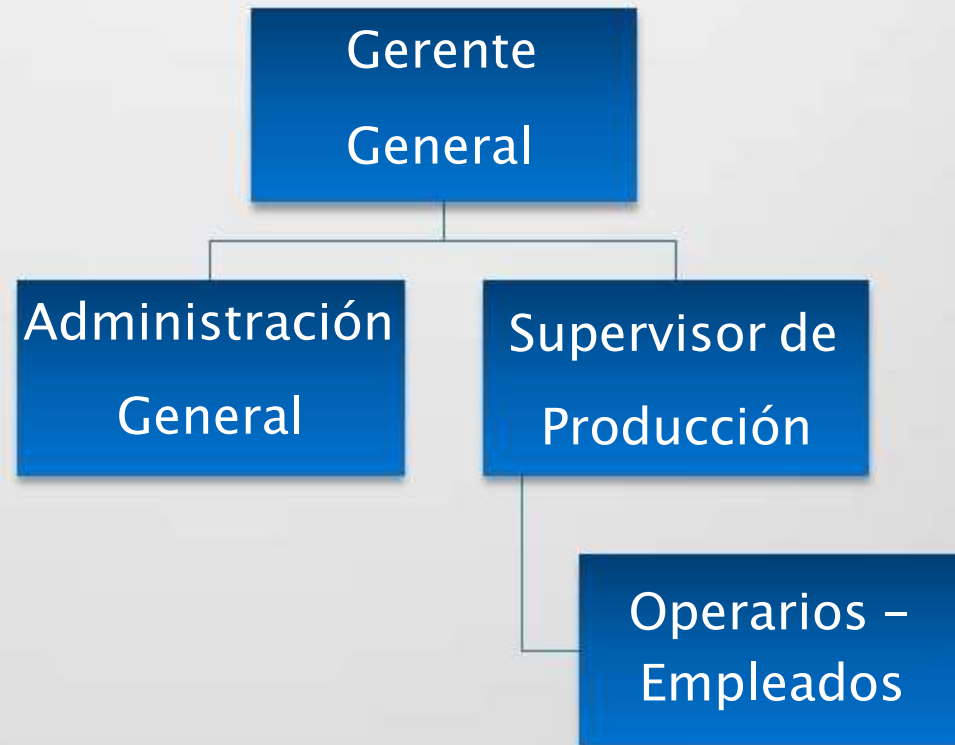 Gerente
General
Administración
General
Supervisor de
Producción
Operarios –
Empleados